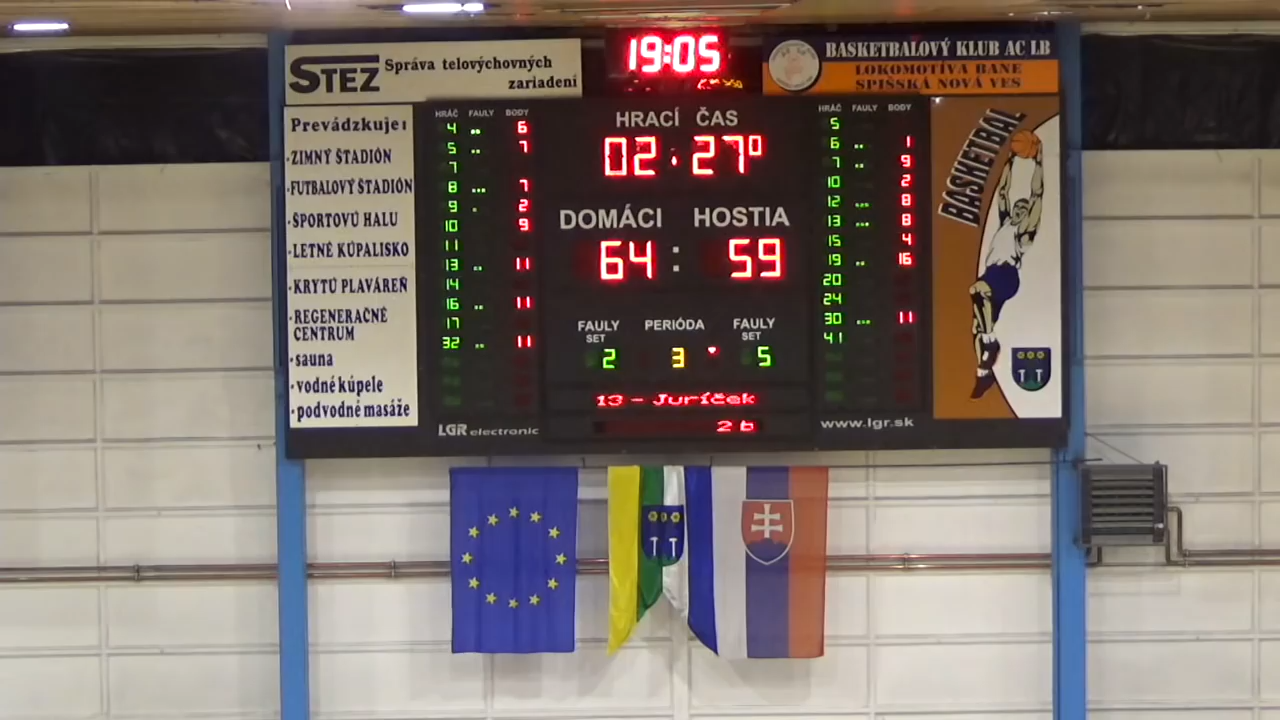 19:05
STEZ Správa telovýchovných
zariadení
BASKETBALOVÝ KLUB AC LB
LOKOMOTÍVA BANE
SPIŠSKÁ NOVÁ VES
Prevádzkuje:
·ZIMNÝ ŠTADIÓN
·FUTBALOVÝ ŠTADIÓN
·ŠPORTOVÚ HALU
·LETNÉ KÚPALISKO
·KRYTÚ PLAVÁREŇ
·REGENERAČNÉ
CENTRUM
·sauna
·vodné kúpele
·podvodné masáže
HRÁČ FAULY BODY
4 6
5 7
7
8 7
9 2
10 9
11
13 11
14
16 11
17
32 11
LGR electronic
HRACÍ ČAS
02.27
DOMÁCI HOSTIA
64 : 59
FAULY SET PERIÓDA FAULY SET
2 3 5
13 - Juríček
26
HRÁČ FAULY BODY
5
6 1
7 9
10 2
12 8
13 8
15 4
19 16
20
24
30 11
41
www.lgr.sk
BASKETBAL